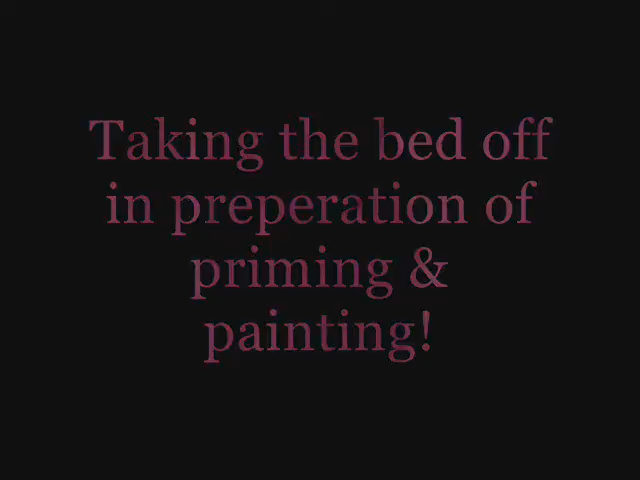 Taking the bed off
in preperation of
priming &
painting!